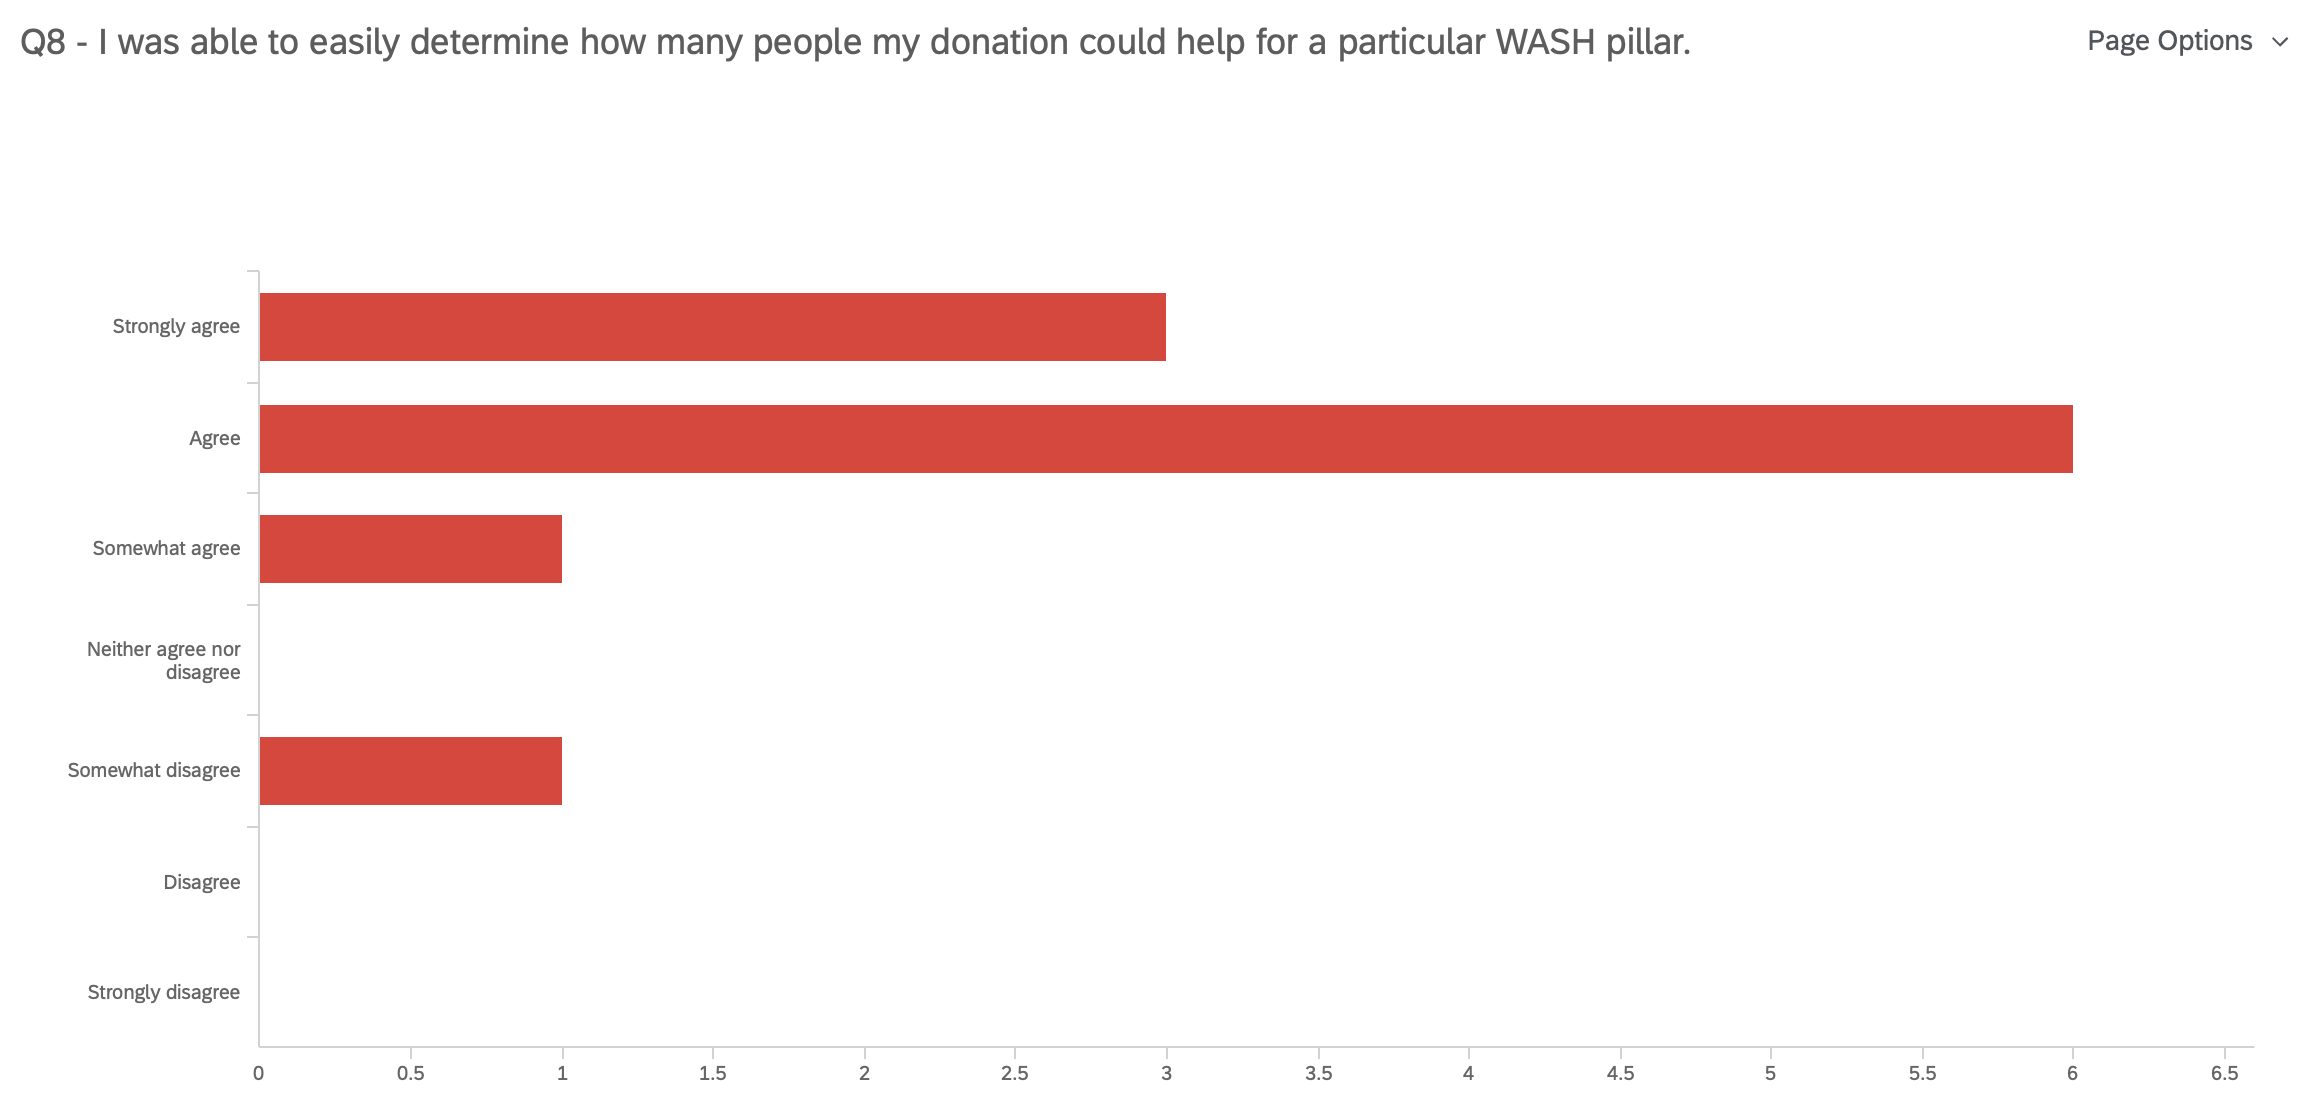 Q8 - I was able to easily determine how many people my donation could help for a particular WASH pillar.
Page Options
Strongly agree
Agree
Somewhat agree
Neither agree nor
disagree
Somewhat disagree
Disagree
Strongly disagree
0 0.5 1 1.5 2 2.5 3 3.5 4 4.5 5 5.5 6 6.5